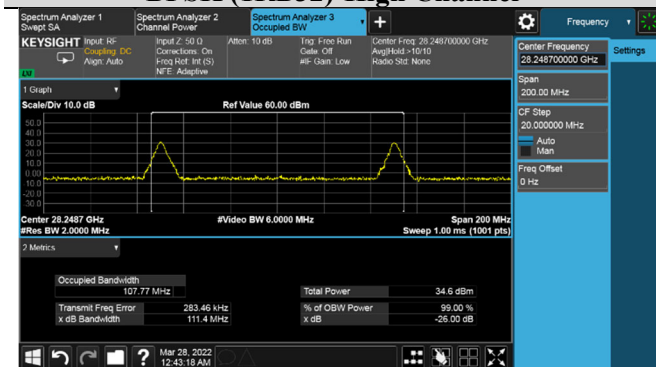 Spectrum Analyzer 1
Swept SA
Spectrum Analyzer 2
Channel Power
Spectrum Analyzer 3
Occupied BW
Frequency
KEYSIGHT
Input: RF
Coupling: DC
Align: Auto
Input Z: 50 Ω
Corrections: On
Freq Ref: Int (S)
NFE: Adaptive
Atten: 10 dB
Trig: Free Run
Gate: Off
#IF Gain: Low
Center Freq: 28.248700000 GHz
Avg|Hold:>10/10
Radio Std: None
Center Frequency
28.248700000 GHz
Settings
Span
200.00 MHz
CF Step
20.000000 MHz
Auto
Man
Freq Offset
0 Hz
1 Graph
Scale/Div 10.0 dB
Ref Value 60.00 dBm
50.0
40.0
30.0
20.0
10.0
0.00
-10.0
-20.0
-30.0
Center 28.2487 GHz
#Video BW 6.0000 MHz
Span 200 MHz
#Res BW 2.0000 MHz
Sweep 1.00 ms (1001 pts)
2 Metrics
Occupied Bandwidth
107.77 MHz
Total Power
34.6 dBm
Transmit Freq Error
283.46 kHz
% of OBW Power
99.00 %
x dB Bandwidth
111.4 MHz
x dB
-26.00 dB
Mar 28, 2022
12:43:18 AM